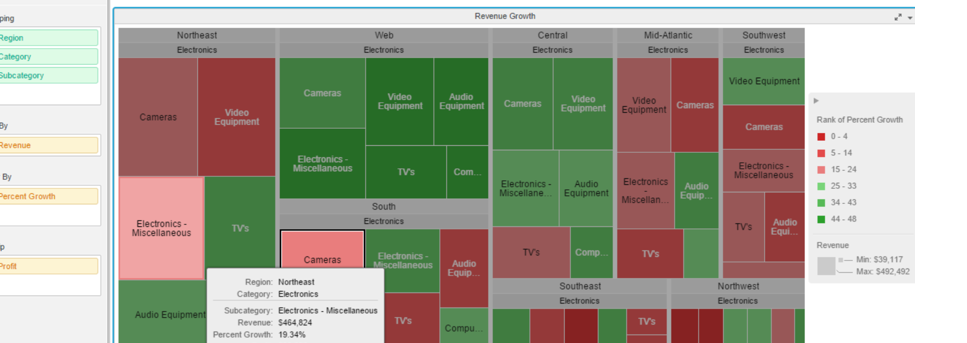 ping
Revenue Growth
Region
Category
Subcategory
By
Revenue
By
Percent Growth
p
Profit
Northeast
Electronics
Cameras
Video
Equipment
Electronics -
Miscellaneous
TV's
Audio Equipment
Web
Electronics
Cameras
Video
Equipment
Audio
Equipment
Electronics -
Miscellaneous
TV's
Com...
South
Electronics
Cameras
Electronics -
Miscellaneous
Audio
Equip...
TV's
Compu...
Central
Electronics
Cameras
Video
Equipment
Electronics -
Miscellane...
Audio
Equipment
TV's
Comp...
Mid-Atlantic
Electronics
Video
Equipment
Cameras
Electronics
-
Miscellan...
Audio
Equip...
TV's
Southwest
Electronics
Video Equipment
Cameras
Electronics -
Miscellaneous
TV's
Audio
Equi...
Southeast
Electronics
TV's
Northwest
Electronics
Region: Northeast
Category: Electronics
Subcategory: Electronics - Miscellaneous
Revenue: $464,824
Percent Growth: 19.34%
Rank of Percent Growth
0 - 4
5 - 14
15 - 24
25 - 33
34 - 43
44 - 48
Revenue
Min: $39,117
Max: $492,492